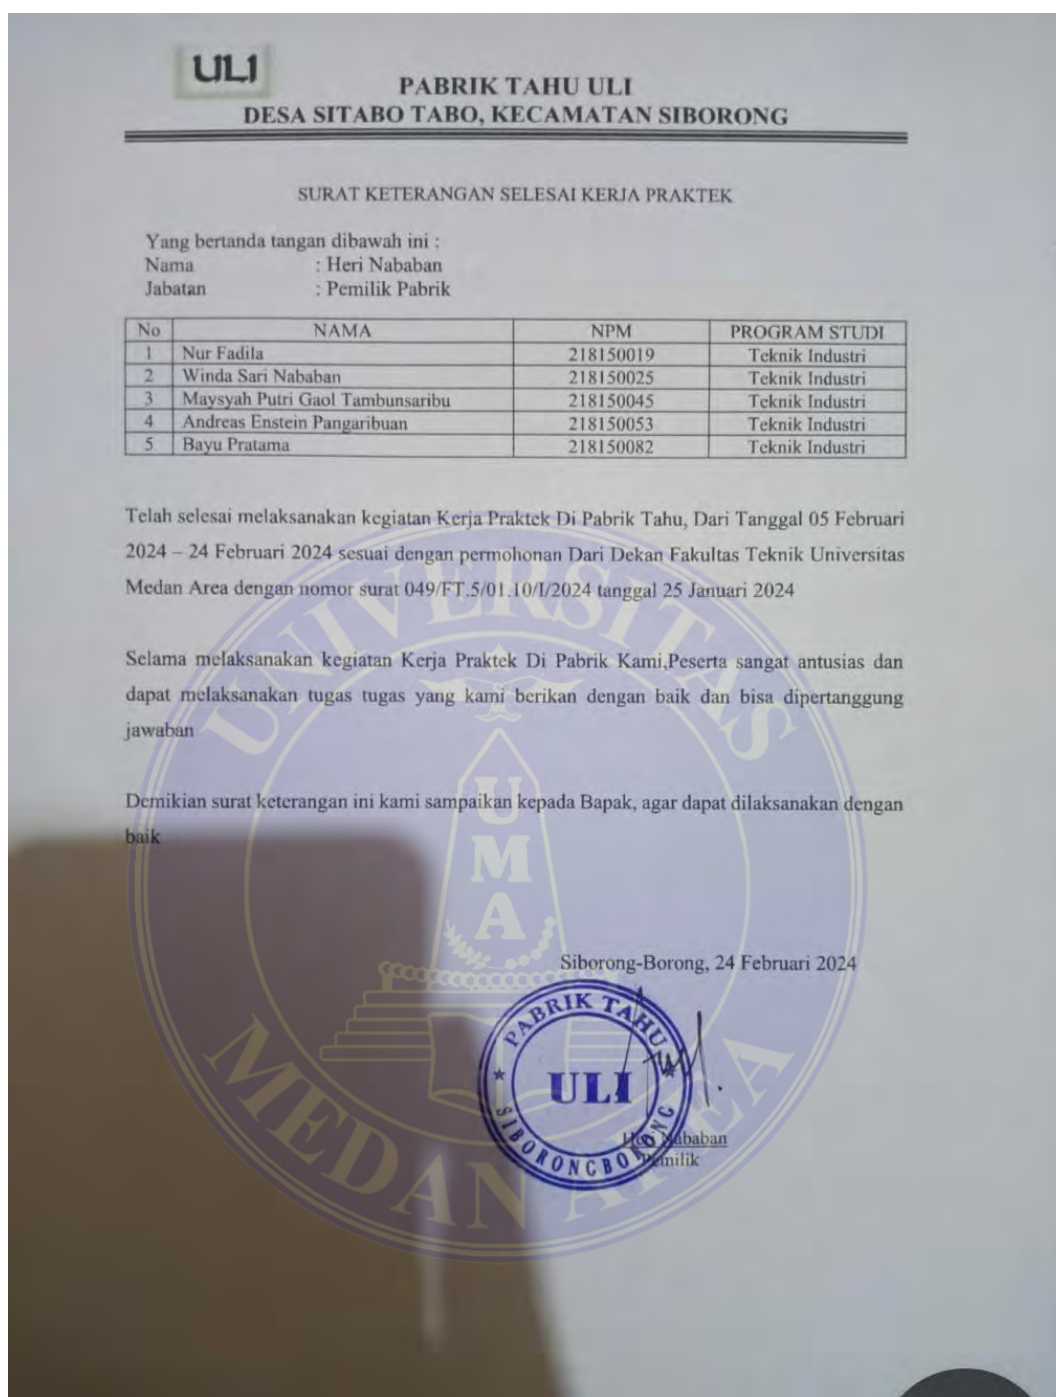 ULI
PABRIK TAHU ULI
DESA SITABO TABO, KECAMATAN SIBORONG
SURAT KETERANGAN SELESAI KERJA PRAKTEK
Yang bertanda tangan dibawah ini :
Nama : Heri Nababan
Jabatan : Pemilik Pabrik
No NAMA NPM PROGRAM STUDI
1 Nur Fadila 218150019 Teknik Industri
2 Winda Sari Nababan 218150025 Teknik Industri
3 Maysyah Putri Gaol Tambunsaribu 218150045 Teknik Industri
4 Andreas Enstein Pangaribuan 218150053 Teknik Industri
5 Bayu Pratama 218150082 Teknik Industri
Telah selesai melaksanakan kegiatan Kerja Praktek Di Pabrik Tahu, Dari Tanggal 05 Februari
2024 – 24 Februari 2024 sesuai dengan permohonan Dari Dekan Fakultas Teknik Universitas
Medan Area dengan nomor surat 049/FT.5/01.10/I/2024 tanggal 25 Januari 2024
Selama melaksanakan kegiatan Kerja Praktek Di Pabrik Kami,Peserta sangat antusias dan
dapat melaksanakan tugas tugas yang kami berikan dengan baik dan bisa dipertanggung
jawaban
Demikian surat keterangan ini kami sampaikan kepada Bapak, agar dapat dilaksanakan dengan
baik
UNIVERSITAS
UMA
MEDAN AREA
Siborong-Borong, 24 Februari 2024
PABRIK TAHU
ULI
SIBORONGBORONG
Heri Nababan
Pemilik